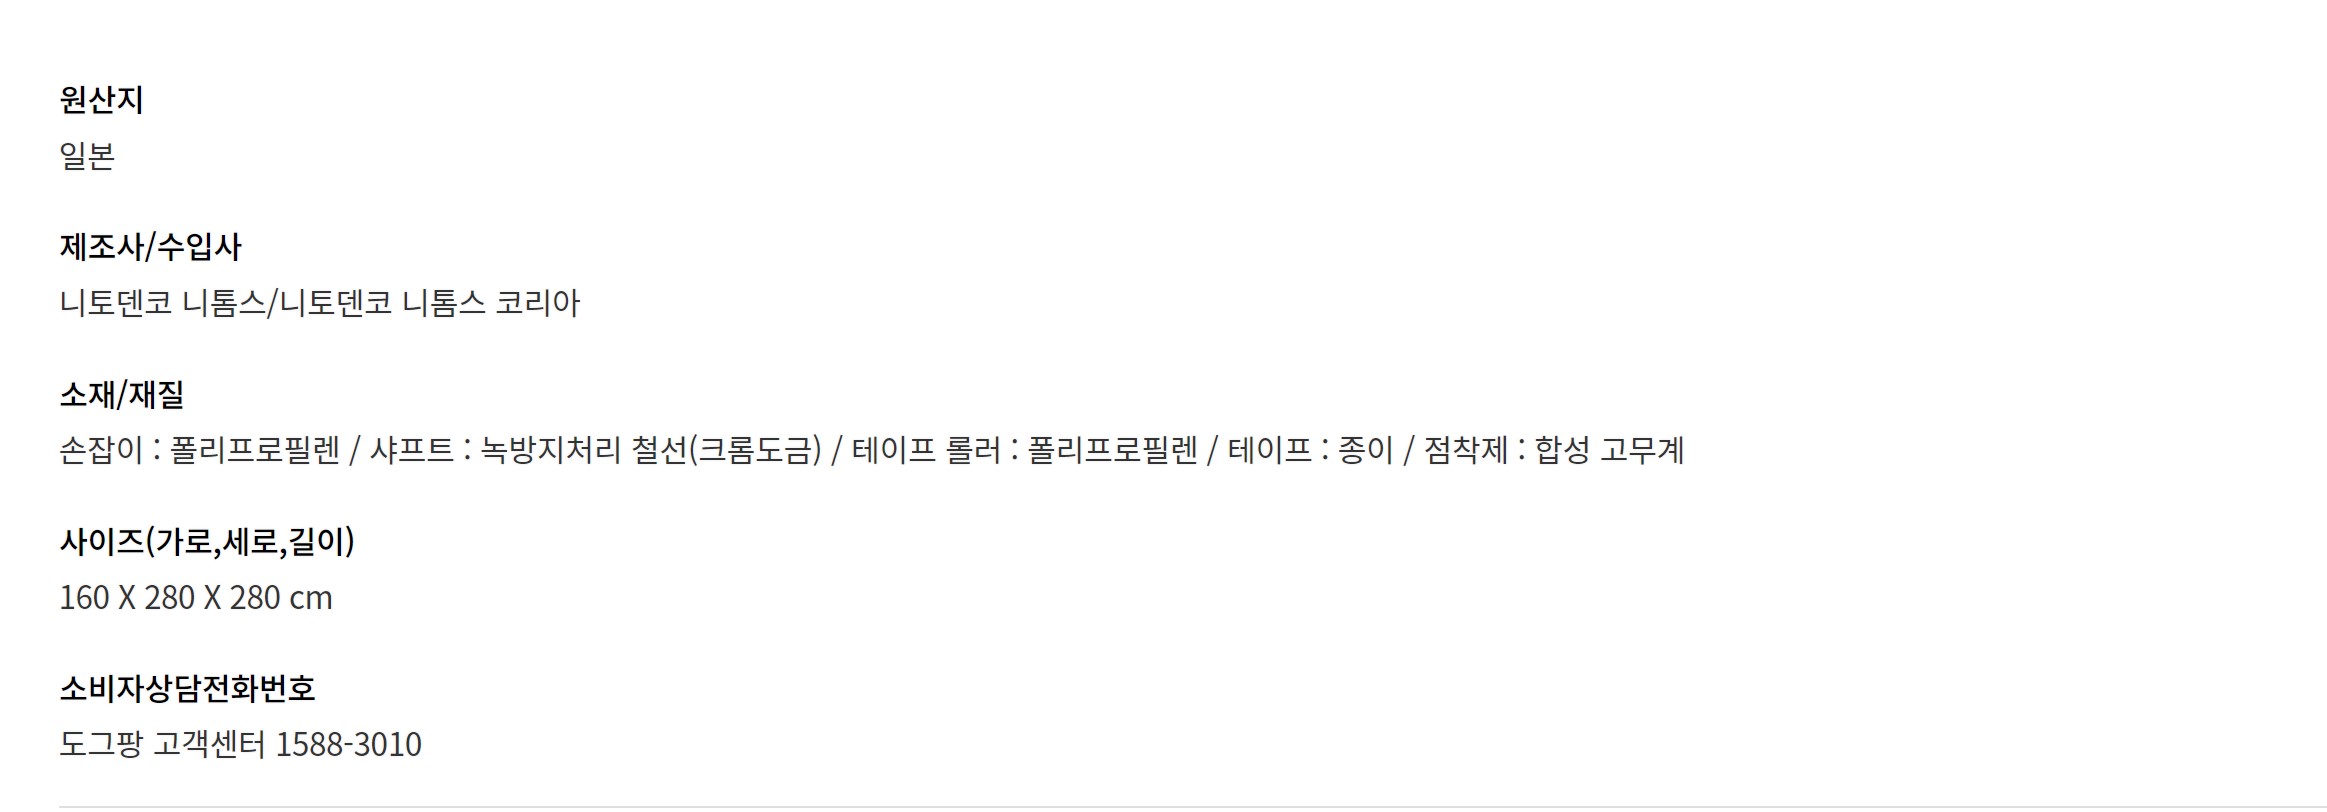 원산지
일본
제조사/수입사
니토덴코 니톰스/니토덴코 니톰스 코리아
소재/재질
손잡이 : 폴리프로필렌 / 샤프트 : 녹방지처리 철선(크롬도금) / 테이프 롤러 : 폴리프로필렌 / 테이프 : 종이 / 점착제 : 합성 고무계
사이즈(가로,세로,길이)
160 X 280 X 280 cm
소비자상담전화번호
도그팡 고객센터 1588-3010